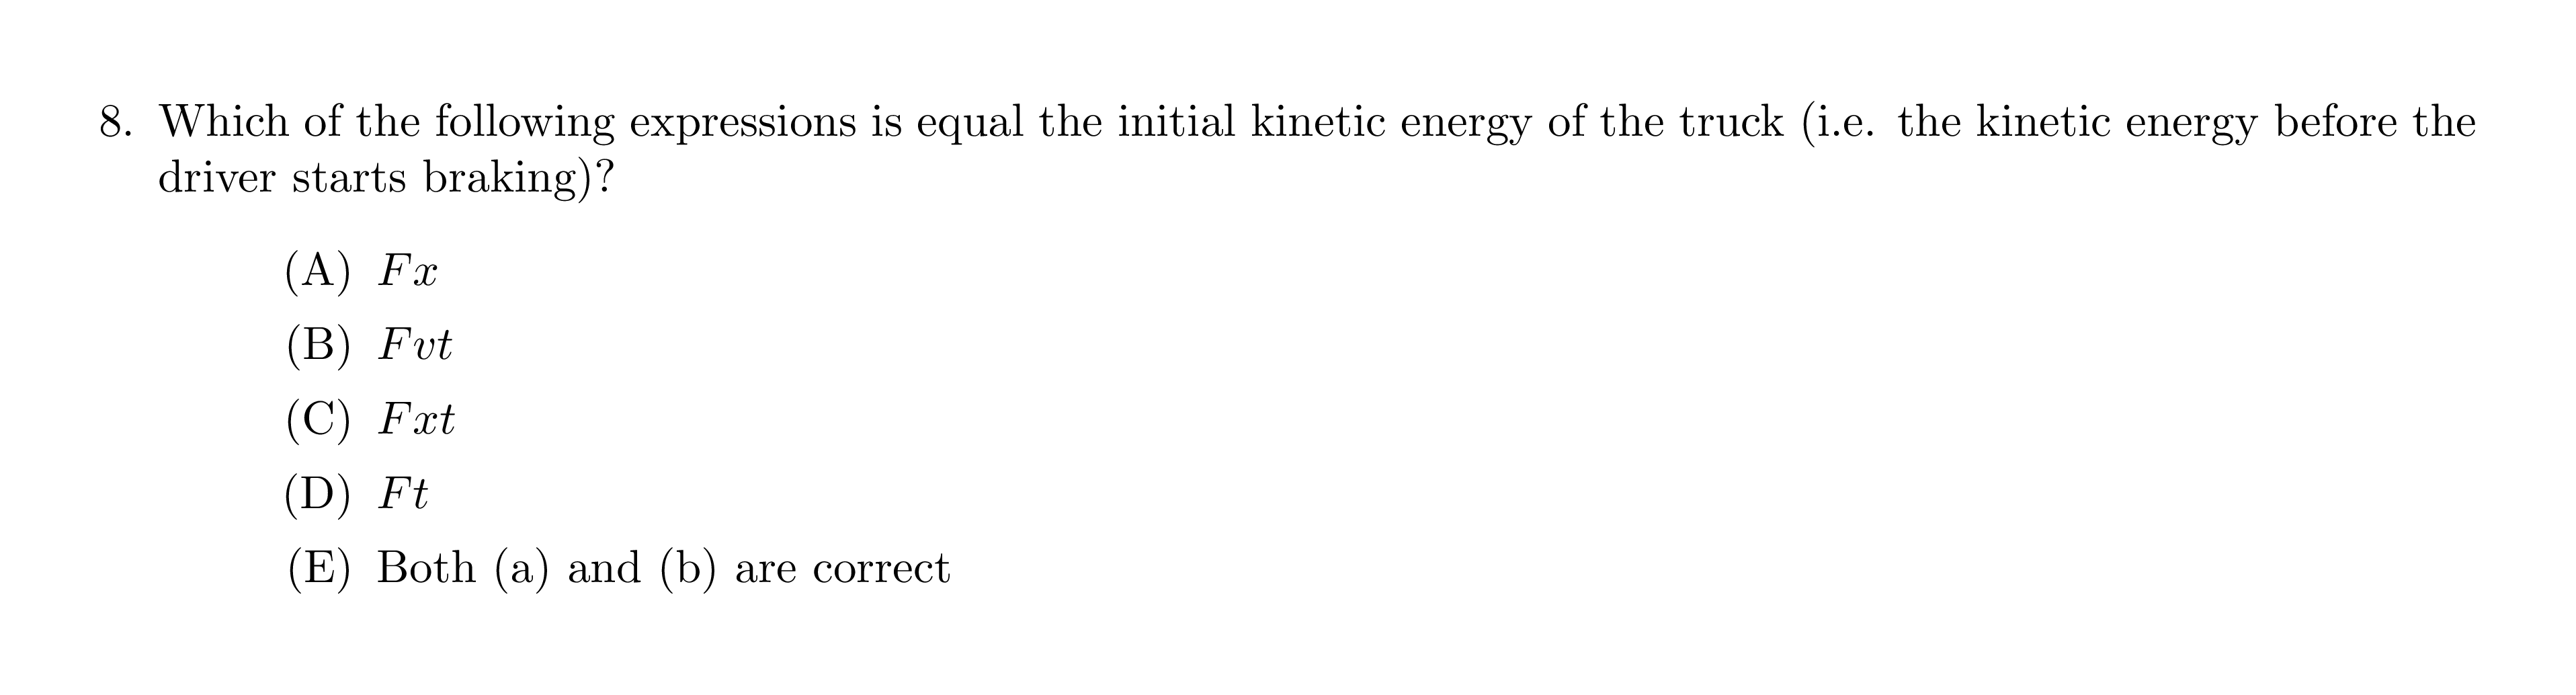 8. Which of the following expressions is equal the initial kinetic energy of the truck (i.e. the kinetic energy before the
driver starts braking)?
(A) Fx
(B) Fvt
(C) Fxt
(D) Ft
(E) Both (a) and (b) are correct